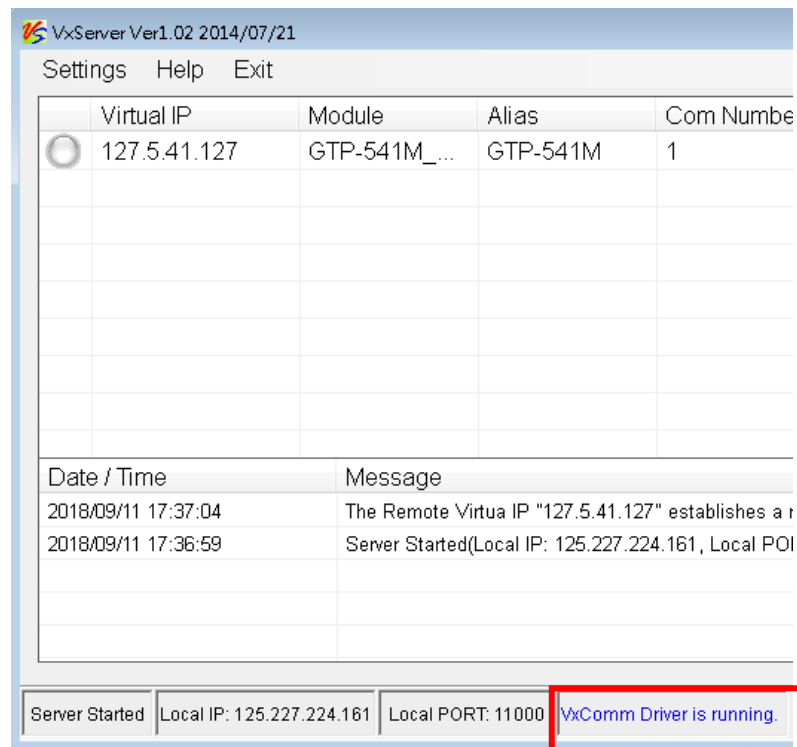 VxServer Ver1.02 2014/07/21
Settings Help Exit
Virtual IP Module Alias Com Numbe
127.5.41.127 GTP-541M_... GTP-541M 1
Date / Time Message
2018/09/11 17:37:04 The Remote Virtua IP "127.5.41.127" establishes a r
2018/09/11 17:36:59 Server Started(Local IP: 125.227.224.161, Local POI
Server Started Local IP: 125.227.224.161 Local PORT: 11000 VxComm Driver is running.